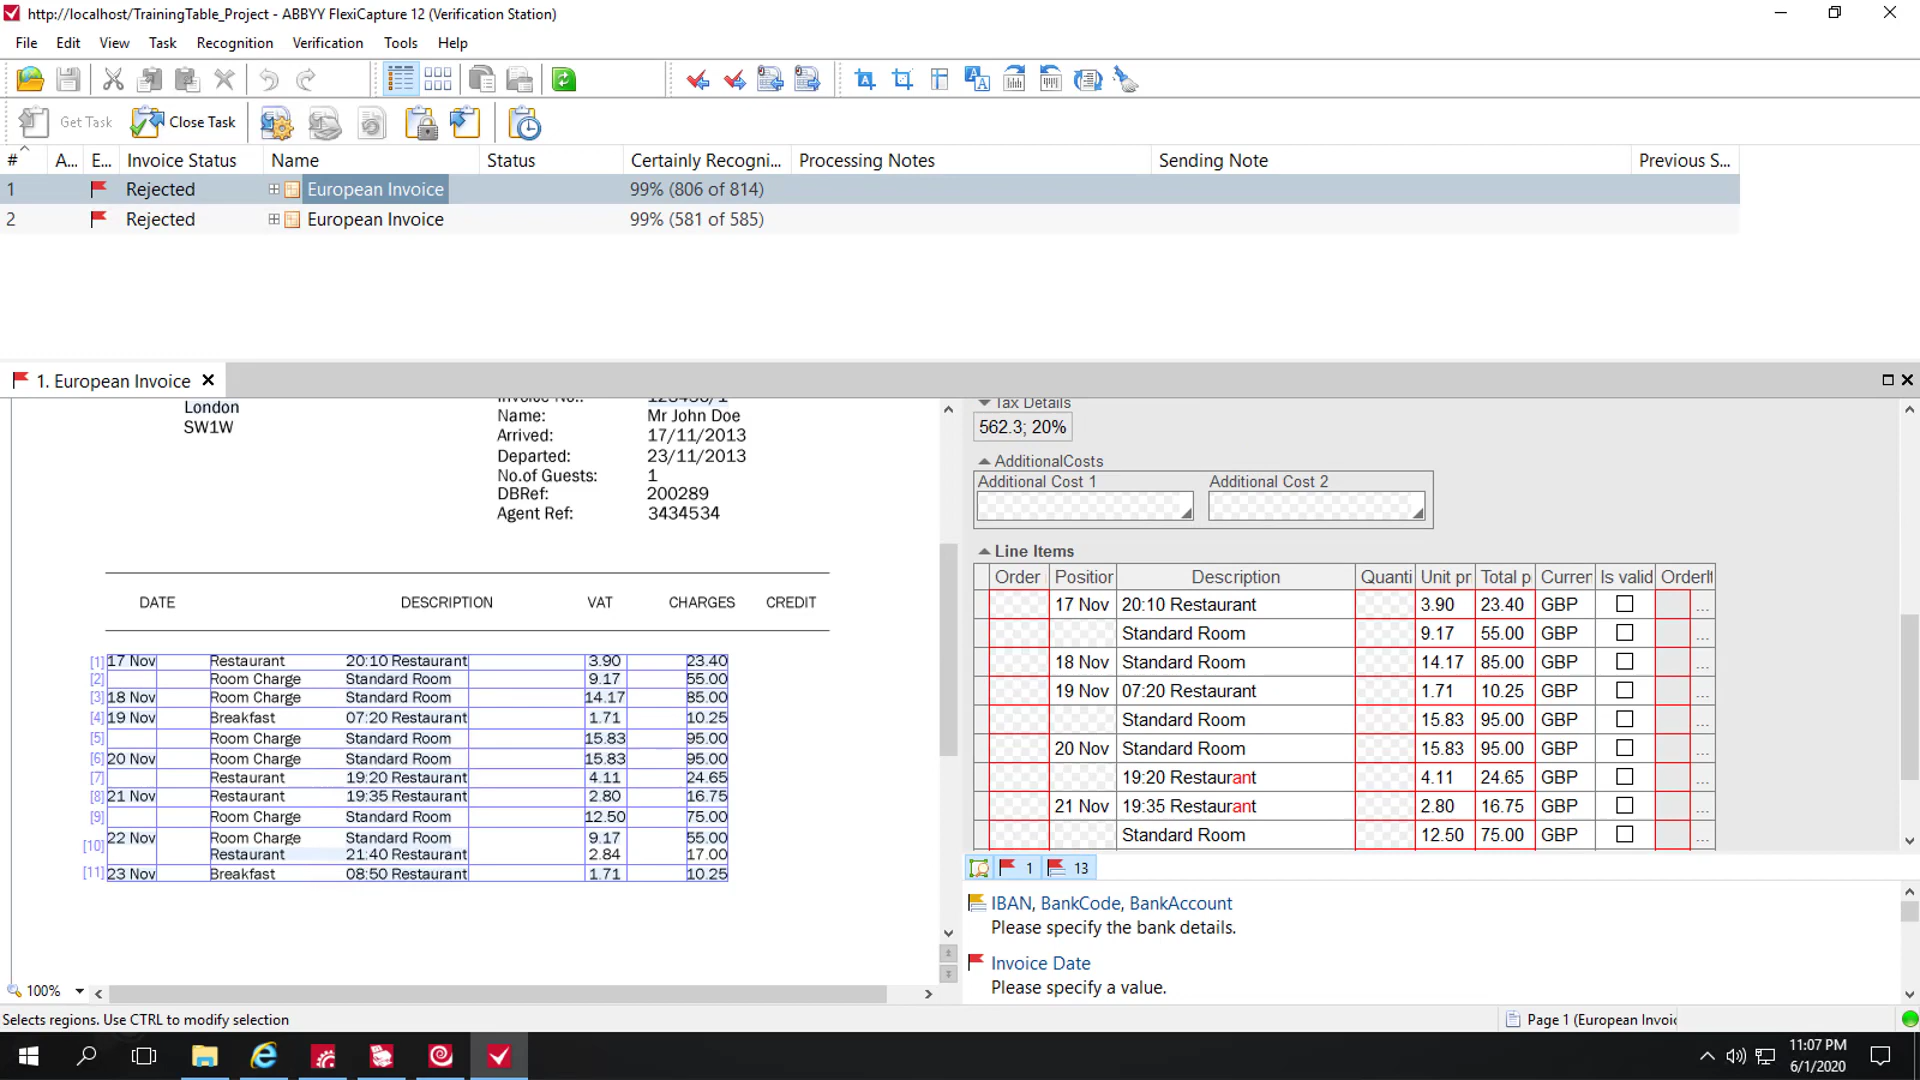 http://localhost/TrainingTable_Project - ABBYY FlexiCapture 12 (Verification Station)
File Edit View Task Recognition Verification Tools Help
Get Task Close Task
# A... E... Invoice Status Name Status Certainly Recogni... Processing Notes Sending Note Previous S...
1 Rejected European Invoice 99% (806 of 814)
2 Rejected European Invoice 99% (581 of 585)
1. European Invoice
London
SW1W
Name: Mr John Doe
Arrived: 17/11/2013
Departed: 23/11/2013
No.of Guests: 1
DBRef: 200289
Agent Ref: 3434534
DATE DESCRIPTION VAT CHARGES CREDIT
[1] 17 Nov Restaurant 20:10 Restaurant 3.90 23.40
[2] Room Charge Standard Room 9.17 55.00
[3] 18 Nov Room Charge Standard Room 14.17 85.00
[4] 19 Nov Breakfast 07:20 Restaurant 1.71 10.25
[5] Room Charge Standard Room 15.83 95.00
[6] 20 Nov Room Charge Standard Room 15.83 95.00
[7] Restaurant 19:20 Restaurant 4.11 24.65
[8] 21 Nov Restaurant 19:35 Restaurant 2.80 16.75
[9] Room Charge Standard Room 12.50 75.00
[10] 22 Nov Room Charge Standard Room 9.17 55.00
Restaurant 21:40 Restaurant 2.84 17.00
[11] 23 Nov Breakfast 08:50 Restaurant 1.71 10.25
100%
Tax Details
562.3; 20%
AdditionalCosts
Additional Cost 1 Additional Cost 2
Line Items
Order Position Description Quanti Unit pr Total p Curren Is valid OrderIt
17 Nov 20:10 Restaurant 3.90 23.40 GBP ...
Standard Room 9.17 55.00 GBP ...
18 Nov Standard Room 14.17 85.00 GBP ...
19 Nov 07:20 Restaurant 1.71 10.25 GBP ...
Standard Room 15.83 95.00 GBP ...
20 Nov Standard Room 15.83 95.00 GBP ...
19:20 Restaurant 4.11 24.65 GBP ...
21 Nov 19:35 Restaurant 2.80 16.75 GBP ...
Standard Room 12.50 75.00 GBP ...
1 13
IBAN, BankCode, BankAccount
Please specify the bank details.
Invoice Date
Please specify a value.
Selects regions. Use CTRL to modify selection
Page 1 (European Invoic
11:07 PM
6/1/2020